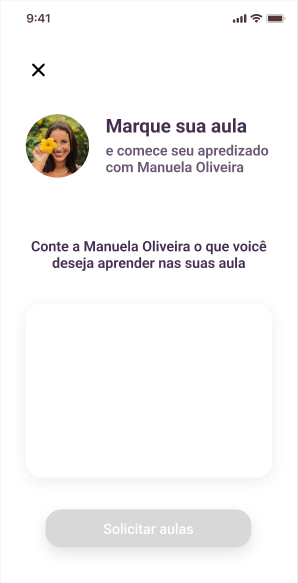 9:41
Marque sua aula
e comece seu apredizado
com Manuela Oliveira
Conte a Manuela Oliveira o que voicê
deseja aprender nas suas aula
Solicitar aulas